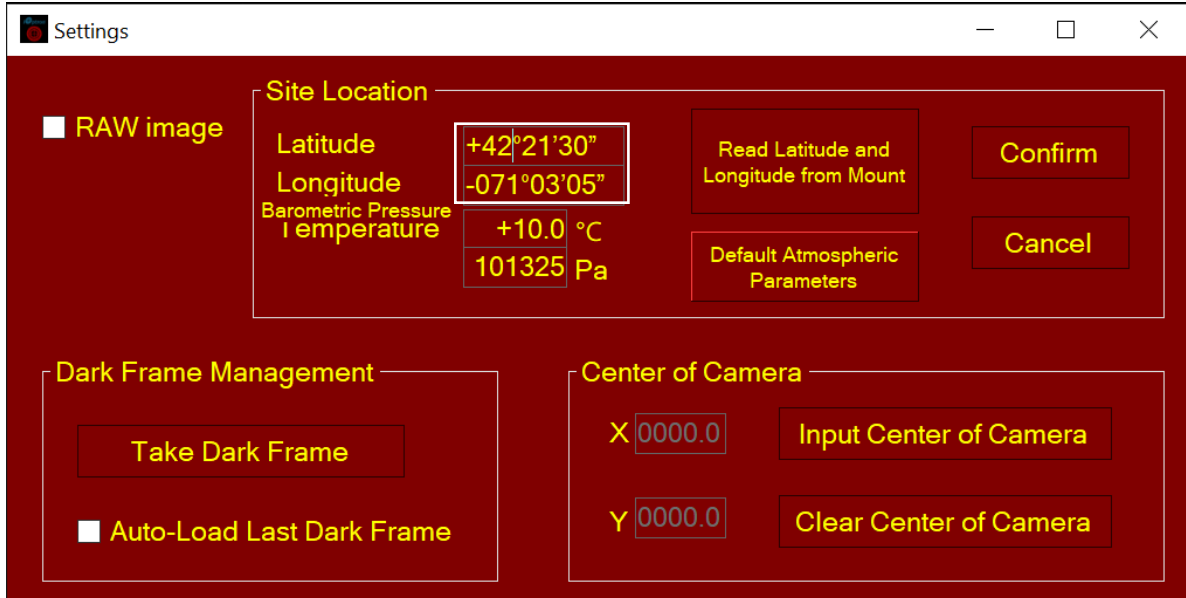 Settings
Site Location
RAW image
Latitude +42°21'30”
Longitude -071°03'05”
Barometric Pressure
Temperature +10.0 °C
101325 Pa
Read Latitude and
Longitude from Mount
Default Atmospheric
Parameters
Confirm
Cancel
Dark Frame Management
Take Dark Frame
Auto-Load Last Dark Frame
Center of Camera
X 0000.0 Input Center of Camera
Y 0000.0 Clear Center of Camera